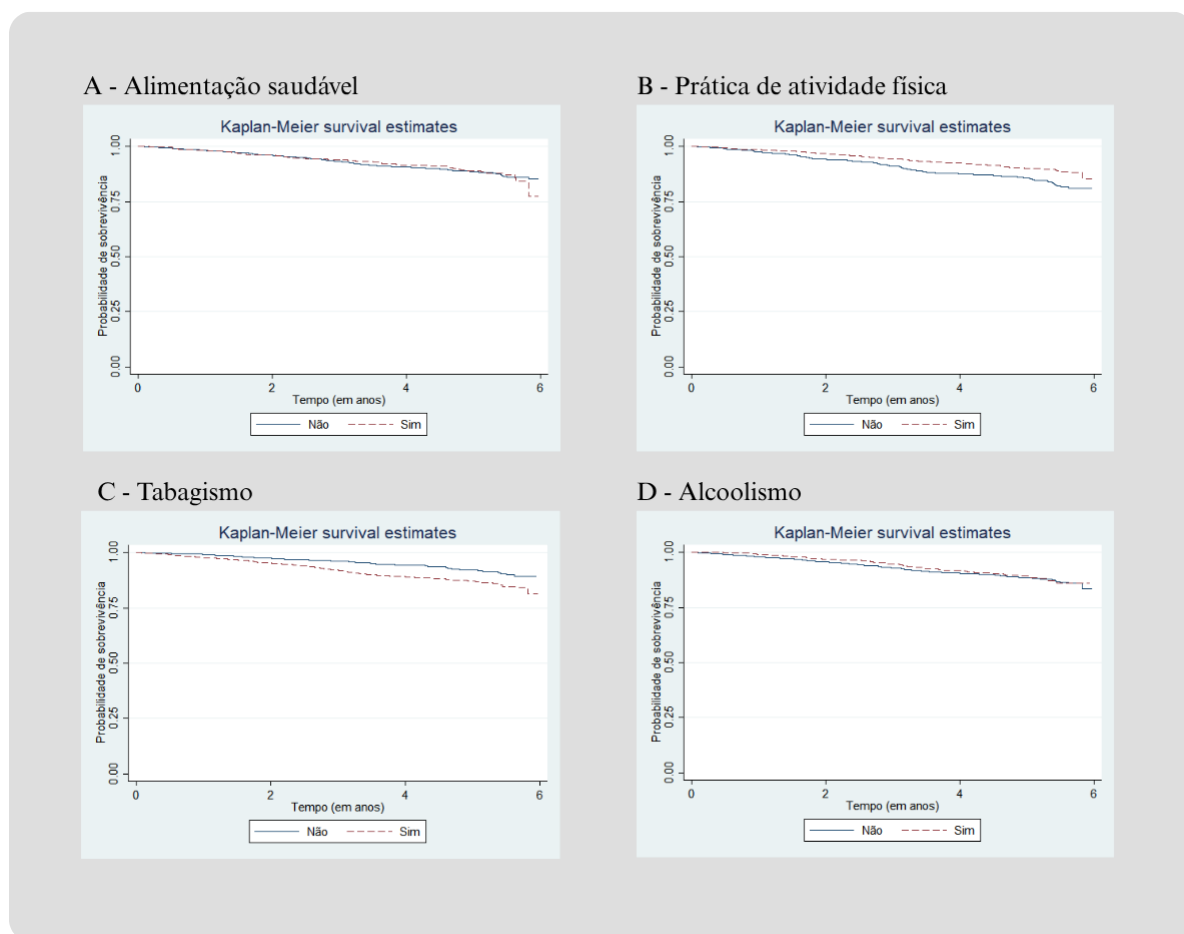 A - Alimentação saudável
Kaplan-Meier survival estimates
Probabilidade de sobrevivência
1.00
0.75
0.50
0.25
0.00
0 2 4 6
Tempo (em anos)
Não Sim
B - Prática de atividade física
Kaplan-Meier survival estimates
Probabilidade de sobrevivência
1.00
0.75
0.50
0.25
0.00
0 2 4 6
Tempo (em anos)
Não Sim
C - Tabagismo
Kaplan-Meier survival estimates
Probabilidade de sobrevivência
1.00
0.75
0.50
0.25
0.00
0 2 4 6
Tempo (em anos)
Não Sim
D - Alcoolismo
Kaplan-Meier survival estimates
Probabilidade de sobrevivência
1.00
0.75
0.50
0.25
0.00
0 2 4 6
Tempo (em anos)
Não Sim